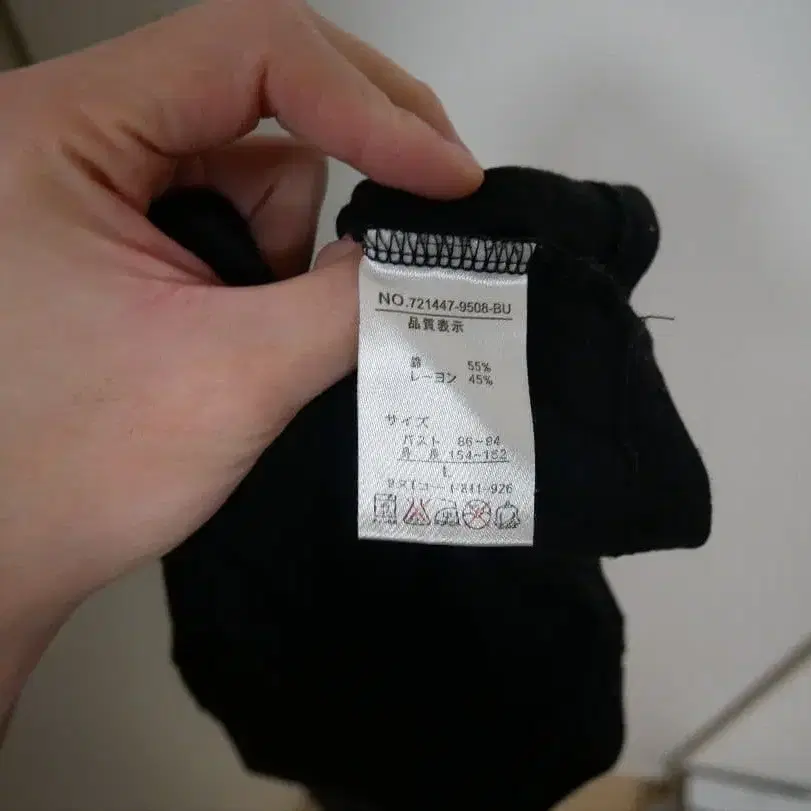 NO.721447-9508-BU
品質表示
綿 55%
レーヨン 45%
サイズ
バスト 86-94
身長 154-162
L